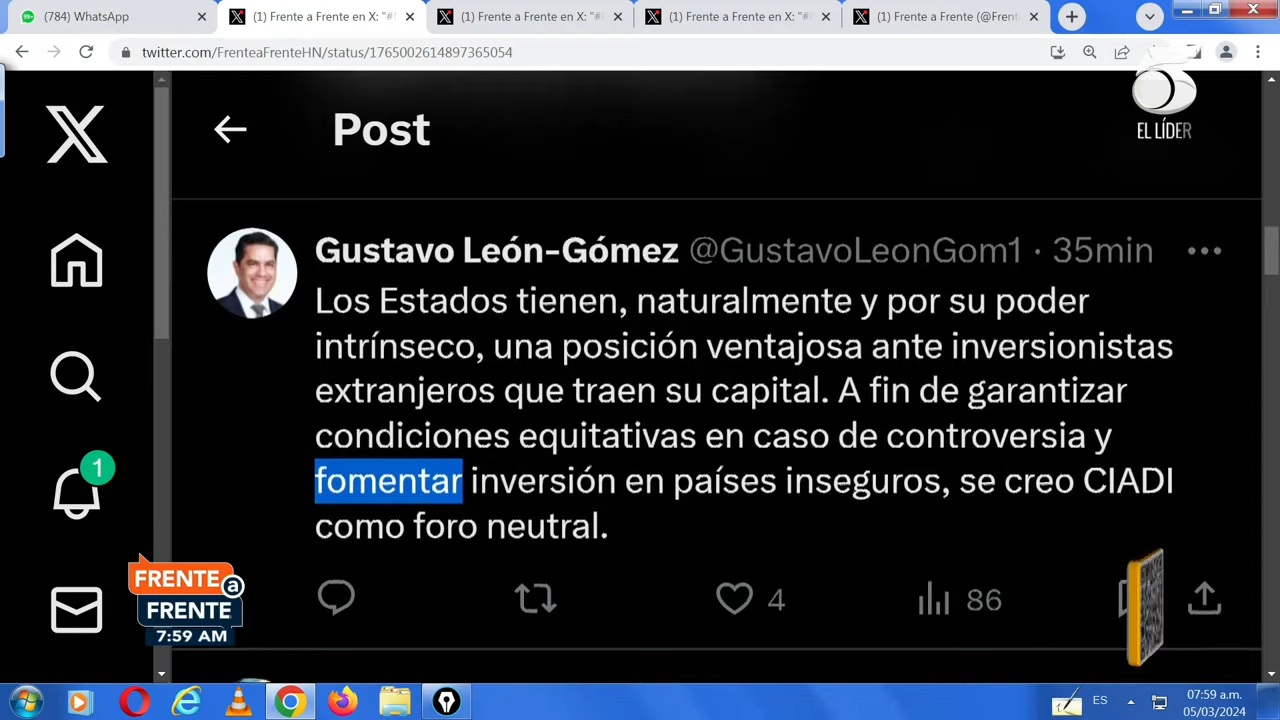 (784) WhatsApp
(1) Frente a Frente en X: "#
(1) Frente a Frente en X: "#
(1) Frente a Frente en X: "#
(1) Frente a Frente (@Frent
twitter.com/FrenteaFrenteHN/status/1765002614897365054
EL LÍDER
Post
Gustavo León-Gómez @GustavoLeonGom1 · 35min
Los Estados tienen, naturalmente y por su poder
intrínseco, una posición ventajosa ante inversionistas
extranjeros que traen su capital. A fin de garantizar
condiciones equitativas en caso de controversia y
fomentar inversión en países inseguros, se creo CIADI
como foro neutral.
1
4
86
FRENTE a
FRENTE
7:59 AM
ES
07:59 a.m.
05/03/2024